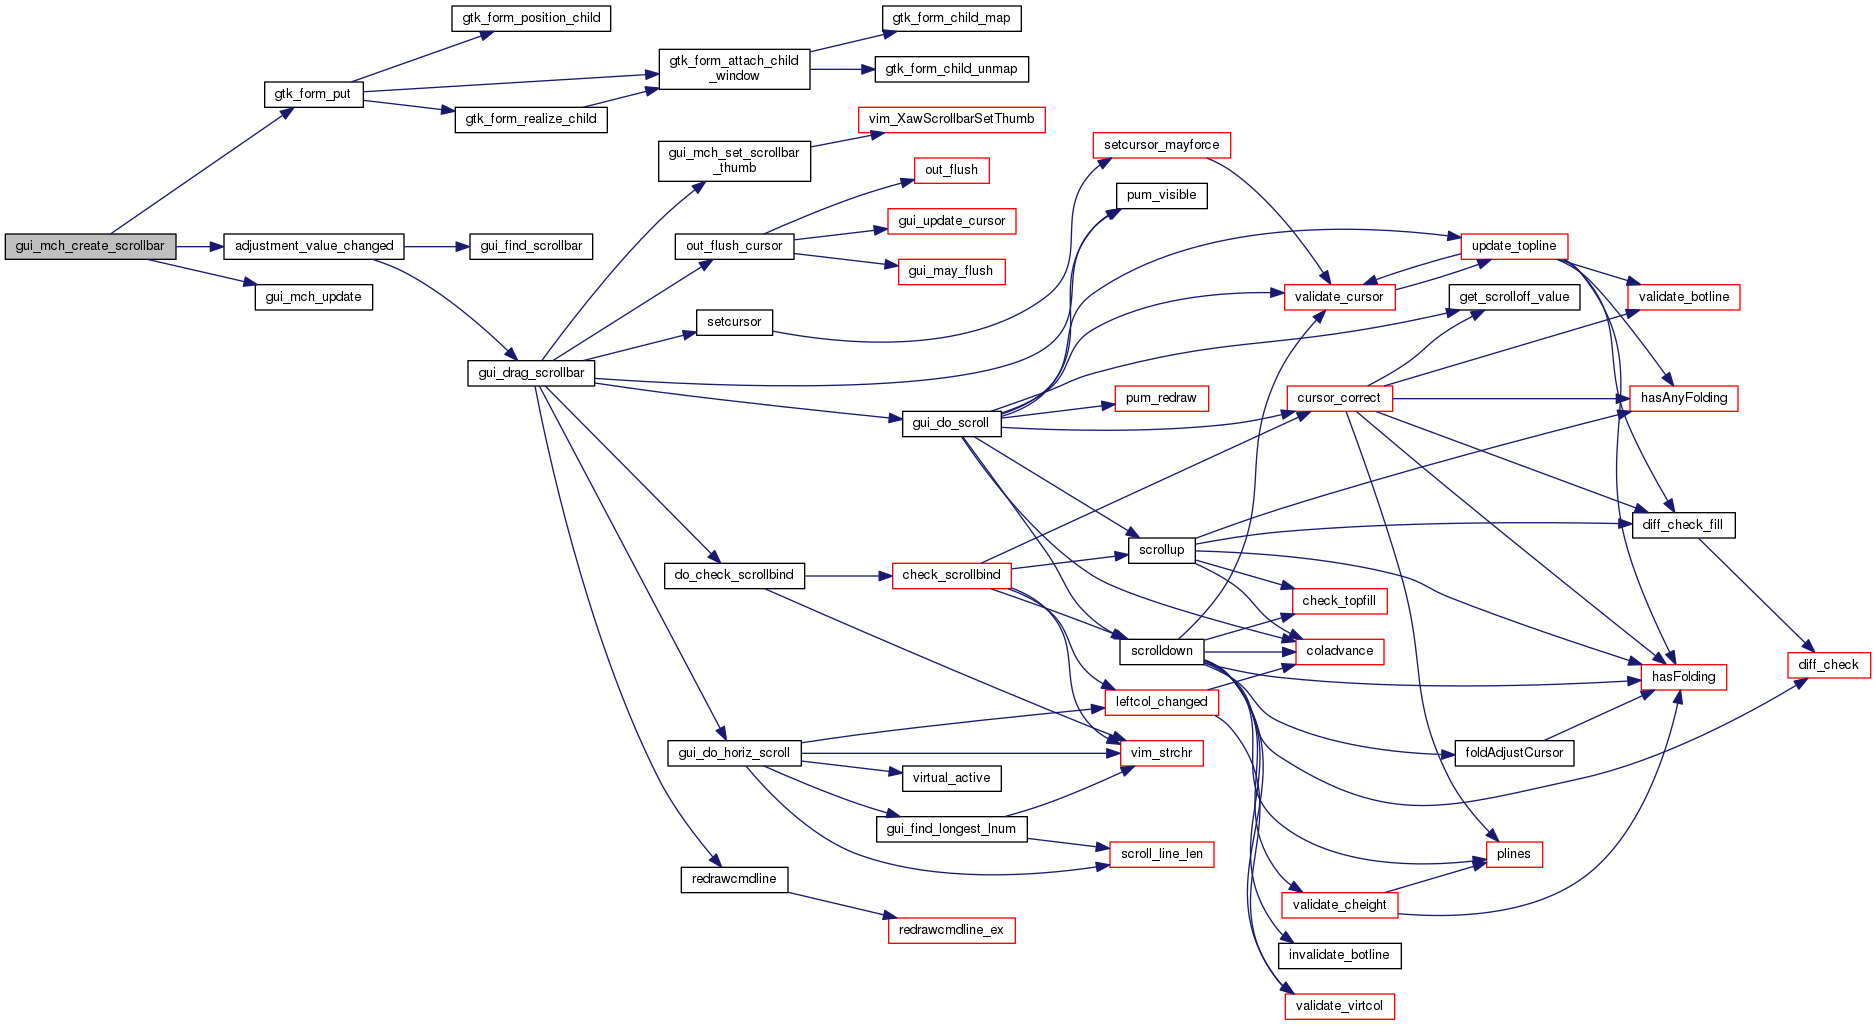 gtk_form_position_child
gtk_form_child_map
gtk_form_attach_child
_window
gtk_form_child_unmap
gtk_form_put
gtk_form_realize_child
vim_XawScrollbarSetThumb
setcursor_mayforce
gui_mch_set_scrollbar
_thumb
out_flush
pum_visible
gui_update_cursor
gui_mch_create_scrollbar
adjustment_value_changed
gui_find_scrollbar
out_flush_cursor
update_topline
gui_may_flush
gui_mch_update
validate_cursor
get_scrolloff_value
validate_botline
setcursor
gui_drag_scrollbar
pum_redraw
cursor_correct
hasAnyFolding
gui_do_scroll
diff_check_fill
scrollup
do_check_scrollbind
check_scrollbind
check_topfill
scrolldown
coladvance
diff_check
hasFolding
leftcol_changed
gui_do_horiz_scroll
vim_strchr
foldAdjustCursor
virtual_active
gui_find_longest_lnum
scroll_line_len
plines
redrawcmdline
validate_cheight
redrawcmdline_ex
invalidate_botline
validate_virtcol